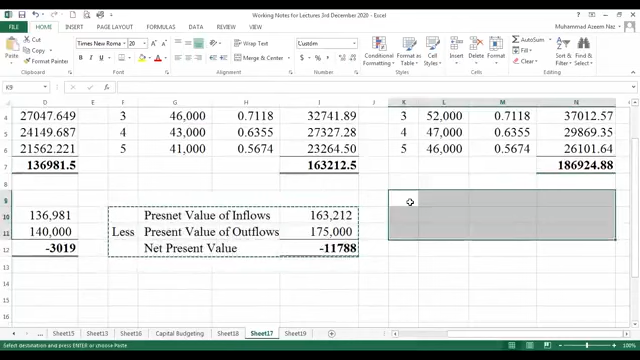 Working Notes for Lectures 3rd December 2020 - Excel
FILE HOME INSERT PAGE LAYOUT FORMULAS DATA REVIEW VIEW Muhammad Azeem Naz
Cut
Copy
Format Painter
Paste
Clipboard
Times New Roma
Font
Wrap Text
Merge & Center
Alignment
Custom
Number
Conditional Formatting
Format as Table
Cell Styles
Styles
Insert Delete Format
Cells
AutoSum
Fill
Clear
Sort & Filter
Find & Select
Editing
K9
D E F G H I J K L M N
4 27047.649 3 46,000 0.7118 32741.89 3 52,000 0.7118 37012.57
5 24149.687 4 43,000 0.6355 27327.28 4 47,000 0.6355 29869.35
6 21562.221 5 41,000 0.5674 23264.50 5 46,000 0.5674 26101.64
7 136981.5 163212.5 186924.88
8
9
10 136,981 Presnet Value of Inflows 163,212
11 140,000 Less Present Value of Outflows 175,000
12 -3019 Net Present Value -11788
13
14
15
16
Sheet15 Sheet13 Sheet16 Capital Budgeting Sheet18 Sheet17 Sheet19
Select destination and press ENTER or choose Paste 100%